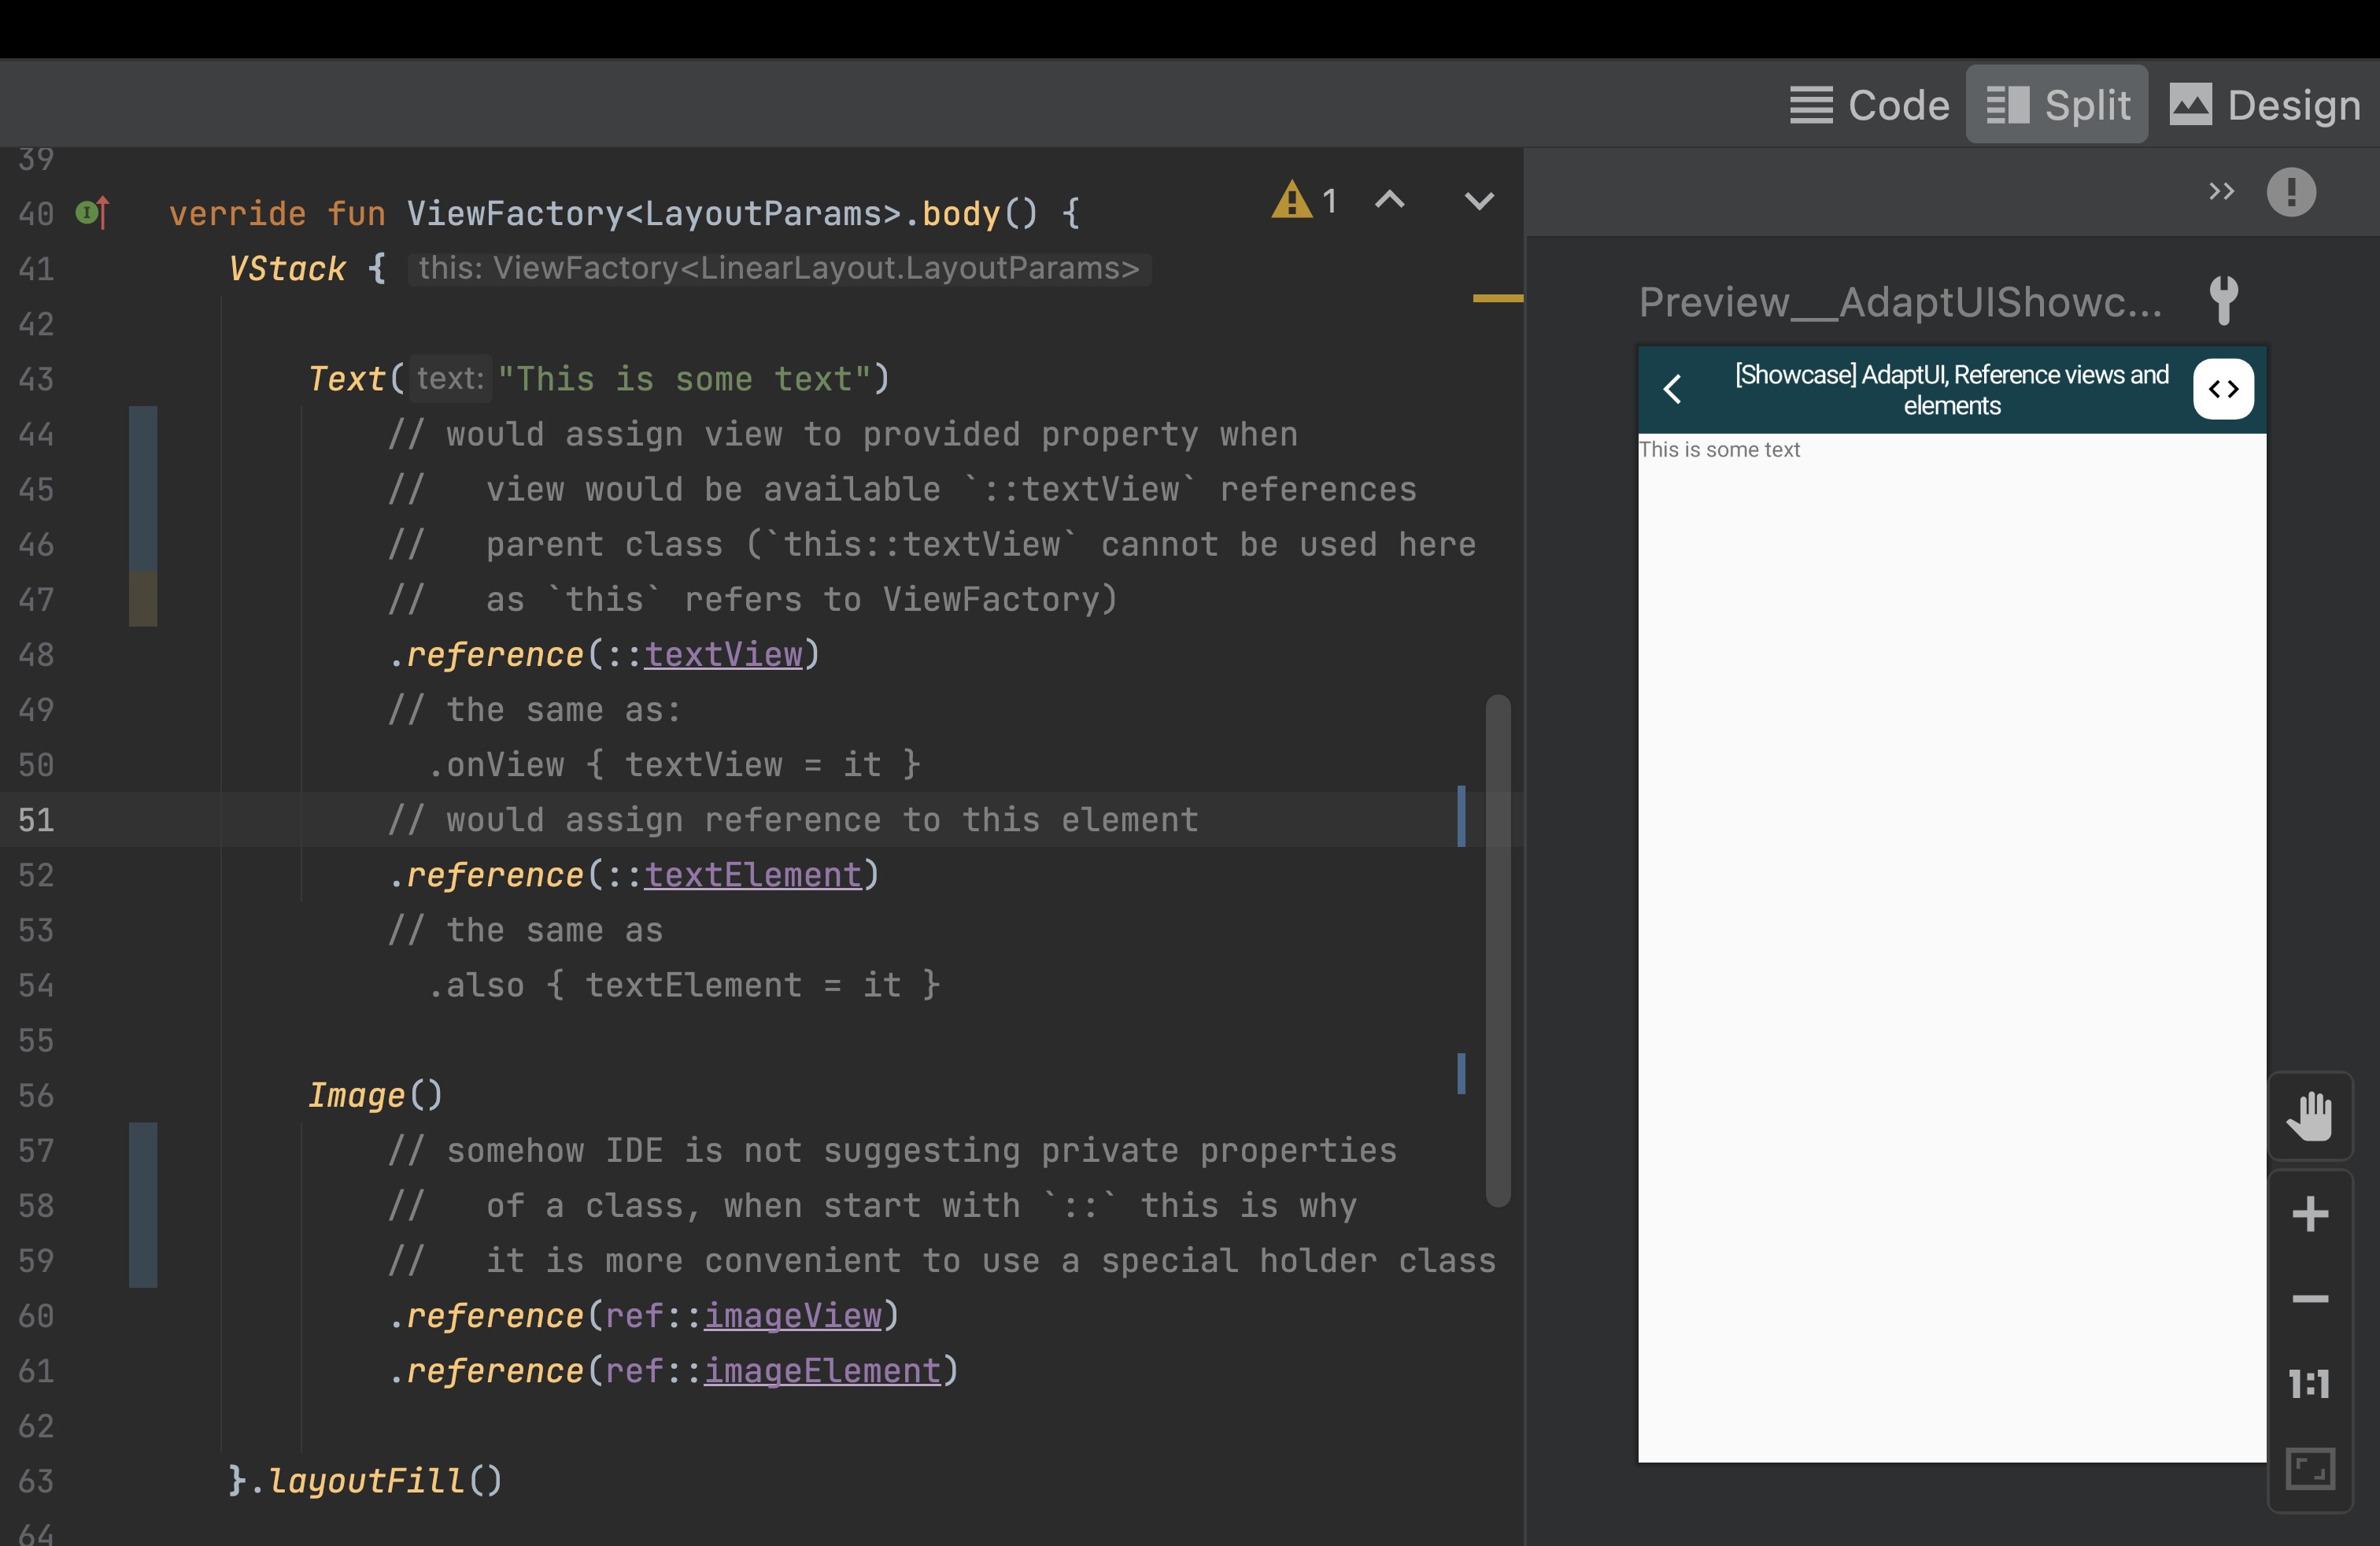 Code Split Design
39
40 verride fun ViewFactory<LayoutParams>.body() { 1
41 VStack { this: ViewFactory<LinearLayout.LayoutParams>
42
43 Text( text: "This is some text")
44 // would assign view to provided property when
45 //   view would be available `::textView` references
46 //   parent class (`this::textView` cannot be used here
47 //   as `this` refers to ViewFactory)
48 .reference(::textView)
49 // the same as:
50 .onView { textView = it }
51 // would assign reference to this element
52 .reference(::textElement)
53 // the same as
54 .also { textElement = it }
55
56 Image()
57 // somehow IDE is not suggesting private properties
58 //   of a class, when start with `::` this is why
59 //   it is more convenient to use a special holder class
60 .reference(ref::imageView)
61 .reference(ref::imageElement)
62
63 }.layoutFill()
64
Preview__AdaptUIShowc...
[Showcase] AdaptUI, Reference views and
elements
This is some text
1:1